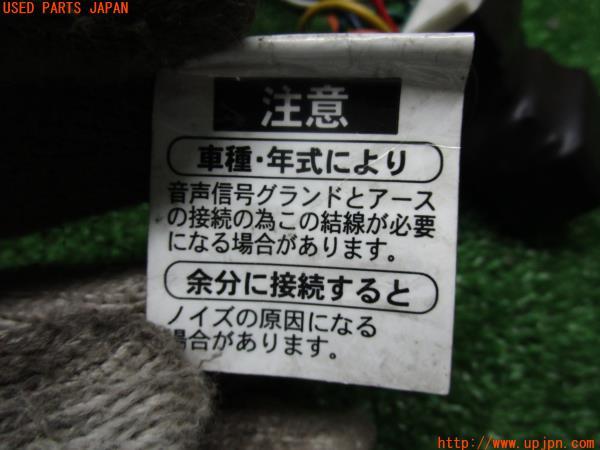 USED PARTS JAPAN
注意
車種・年式により
音声信号グランドとアース
の接続の為この結線が必要
になる場合があります。
余分に接続すると
ノイズの原因になる
場合があります。
http://www.upjpn.com/